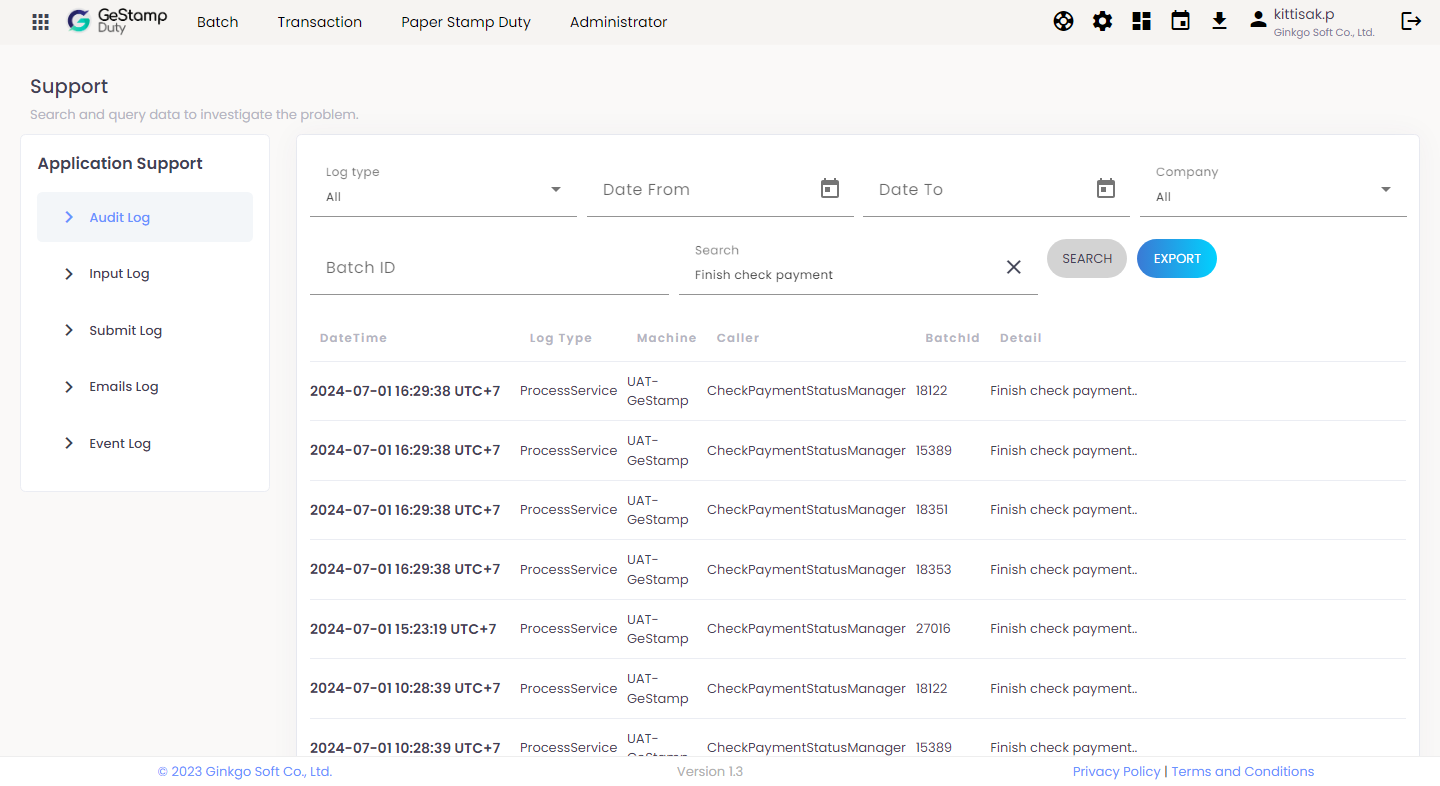 GeStamp
Duty
Batch
Transaction
Paper Stamp Duty
Administrator
kittisak.p
Ginkgo Soft Co., Ltd.
Support
Search and query data to investigate the problem.
Application Support
Audit Log
Input Log
Submit Log
Emails Log
Event Log
Log type
All
Date From
Date To
Company
All
Batch ID
Search
Finish check payment
SEARCH
EXPORT
DateTime Log Type Machine Caller BatchId Detail
2024-07-01 16:29:38 UTC+7 ProcessService UAT-GeStamp CheckPaymentStatusManager 18122 Finish check payment..
2024-07-01 16:29:38 UTC+7 ProcessService UAT-GeStamp CheckPaymentStatusManager 15389 Finish check payment..
2024-07-01 16:29:38 UTC+7 ProcessService UAT-GeStamp CheckPaymentStatusManager 18351 Finish check payment..
2024-07-01 16:29:38 UTC+7 ProcessService UAT-GeStamp CheckPaymentStatusManager 18353 Finish check payment..
2024-07-01 15:23:19 UTC+7 ProcessService UAT-GeStamp CheckPaymentStatusManager 27016 Finish check payment..
2024-07-01 10:28:39 UTC+7 ProcessService UAT-GeStamp CheckPaymentStatusManager 18122 Finish check payment..
2024-07-01 10:28:39 UTC+7 ProcessService UAT- CheckPaymentStatusManager 15389 Finish check payment..
© 2023 Ginkgo Soft Co., Ltd.
Version 1.3
Privacy Policy | Terms and Conditions